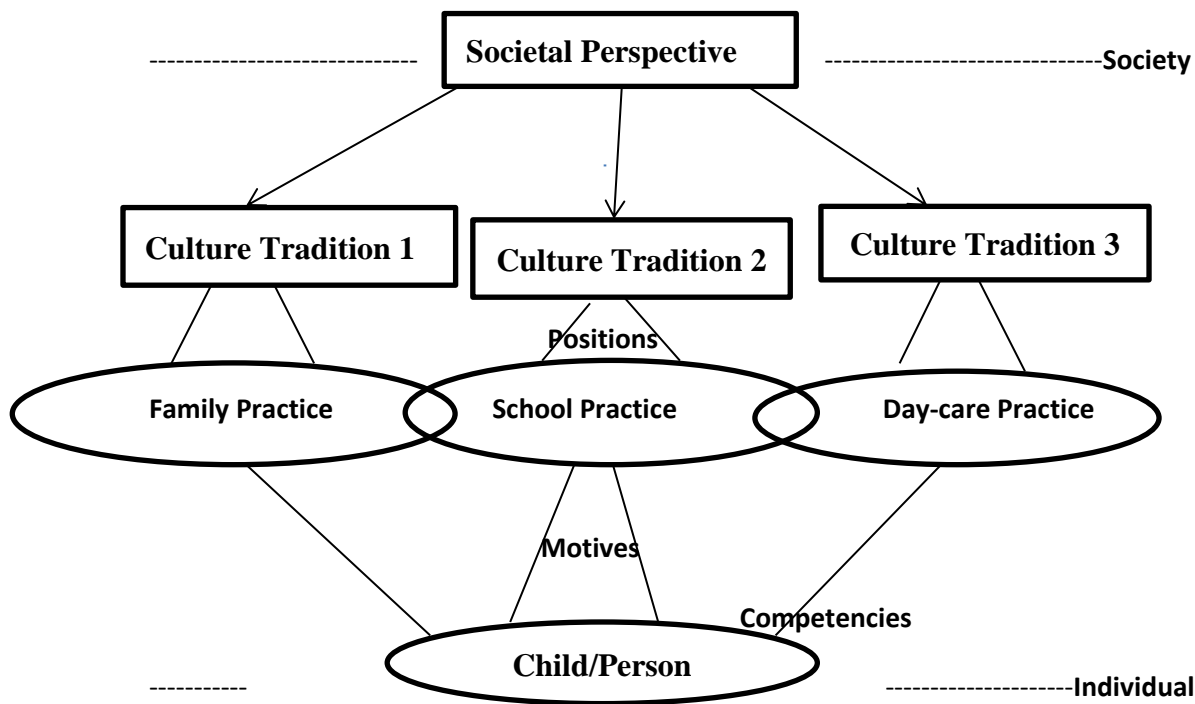 Societal Perspective
----------------------------Society
Culture Tradition 1
Culture Tradition 2
Culture Tradition 3
Positions
Family Practice
School Practice
Day-care Practice
Motives
Competencies
Child/Person
-------------------Individual